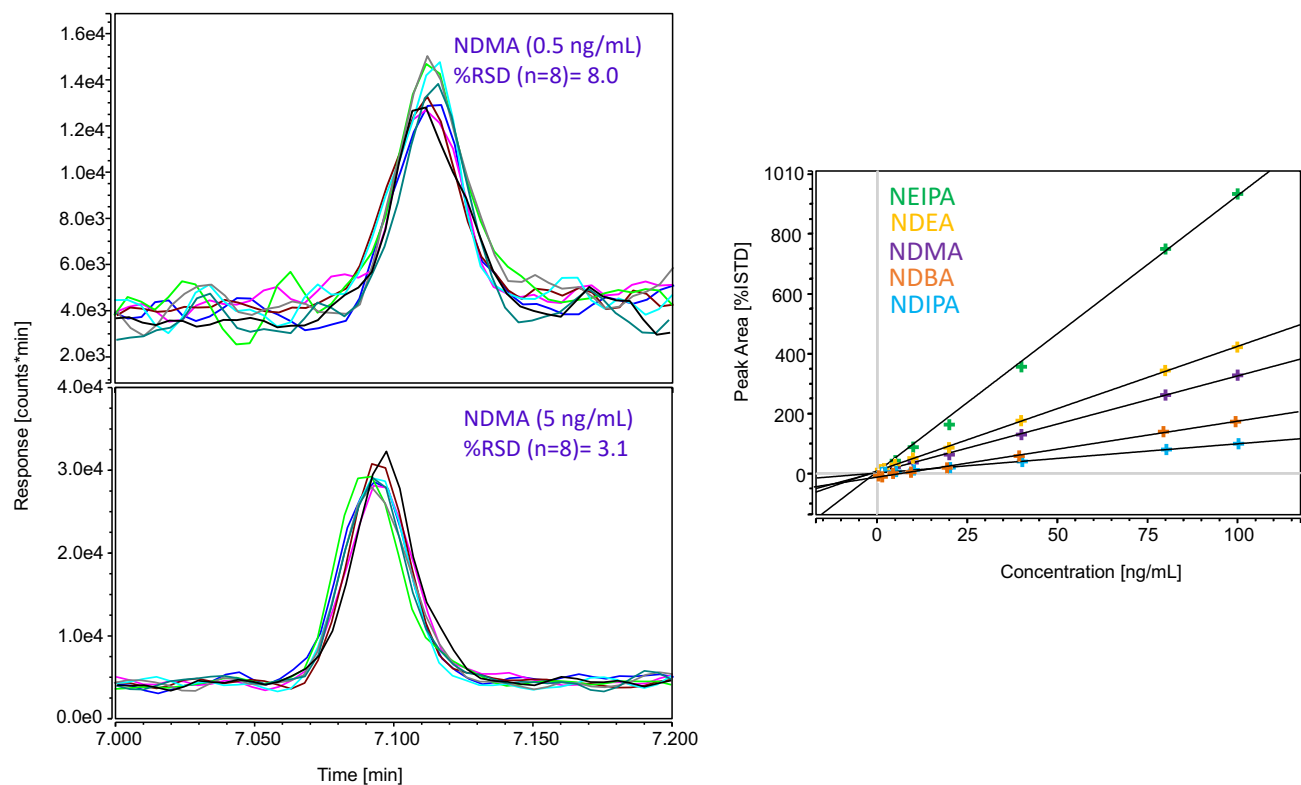 1.6e4
1.4e4
1.2e4
1.0e4
8.0e3
6.0e3
4.0e3
2.0e3
NDMA (0.5 ng/mL)
%RSD (n=8)= 8.0
4.0e4
3.0e4
2.0e4
1.0e4
0.0e0
NDMA (5 ng/mL)
%RSD (n=8)= 3.1
7.000
7.050
7.100
7.150
7.200
Response [counts*min]
Time [min]
1010
800
600
400
200
0
NEIPA
NDEA
NDMA
NDBA
NDIPA
0
25
50
75
100
Peak Area [%ISTD]
Concentration [ng/mL]